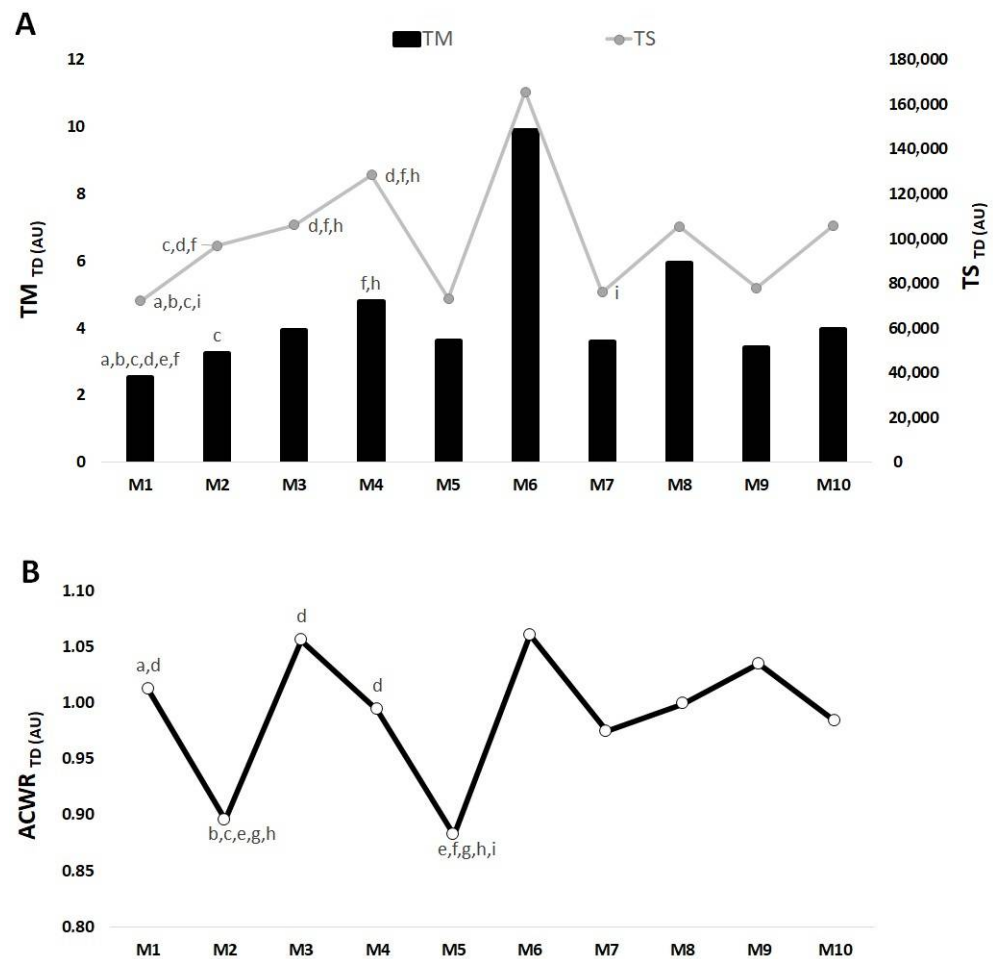 A
TM TS
12 180,000
160,000
10 140,000
8 d,f,h 120,000
c,d,f d,f,h 100,000
6 80,000
a,b,c,i i
f,h
4 60,000
c
a,b,c,d,e,f
40,000
2 20,000
0 0
TM TD (AU)
TS TD (AU)
M1 M2 M3 M4 M5 M6 M7 M8 M9 M10
B
1.10
d
1.05
a,d d
1.00
0.95
0.90
b,c,e,g,h
e,f,g,h,i
0.85
0.80
ACWR TD (AU)
M1 M2 M3 M4 M5 M6 M7 M8 M9 M10